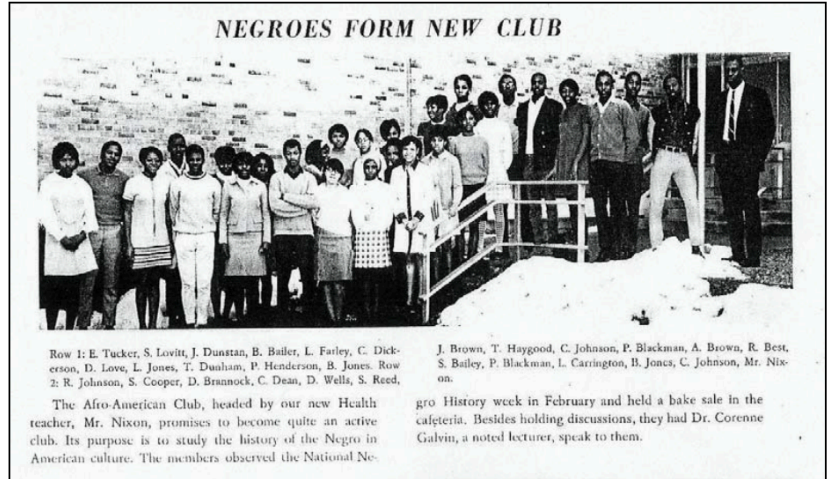 NEGROES FORM NEW CLUB
Row 1: E. Tucker, S. Lovitt, J. Dunstan, B. Bailer, L. Farley, C. Dick-
erson, D. Love, L. Jones, T. Dunham, P. Henderson, B. Jones. Row
2: R. Johnson, S. Cooper, D. Brannock, C. Dean, D. Wells, S. Reed,
J. Brown, T. Haygood, C. Johnson, P. Blackman, A. Brown, R. Best,
S. Bailey, P. Blackman, L. Carrington, B. Jones, C. Johnson, Mr. Nix-
on.
The Afro-American Club, headed by our new Health
teacher, Mr. Nixon, promises to become quite an active
club. Its purpose is to study the history of the Negro in
American culture. The members observed the National Ne-
gro History week in February and held a bake sale in the
cafeteria. Besides holding discussions, they had Dr. Corenne
Galvin, a noted lecturer, speak to them.